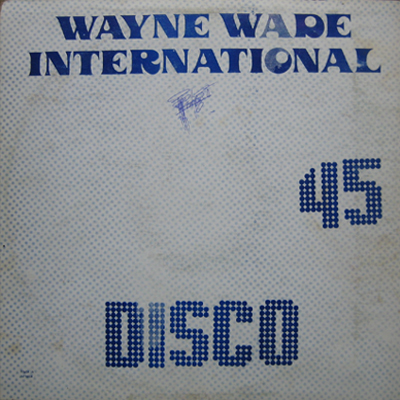 WAYNE WADE
INTERNATIONAL
45
DISCO